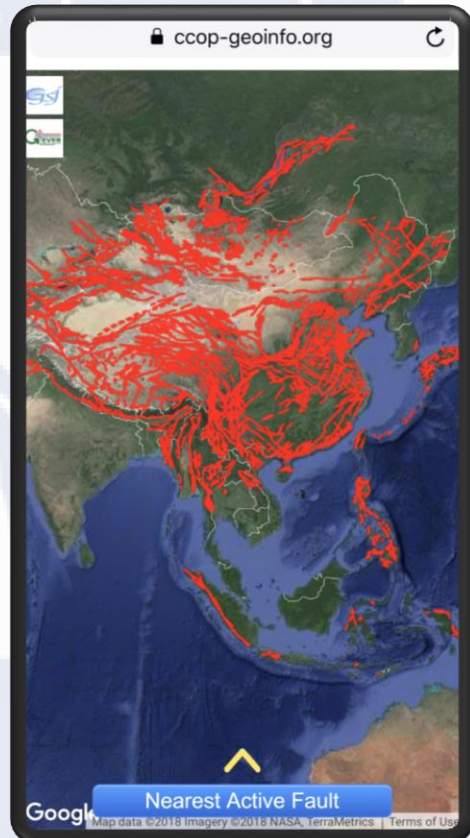 ccop-geoinfo.org
Nearest Active Fault
Google
Map data ©2018 Imagery ©2018 NASA, TerraMetrics
Terms of Use